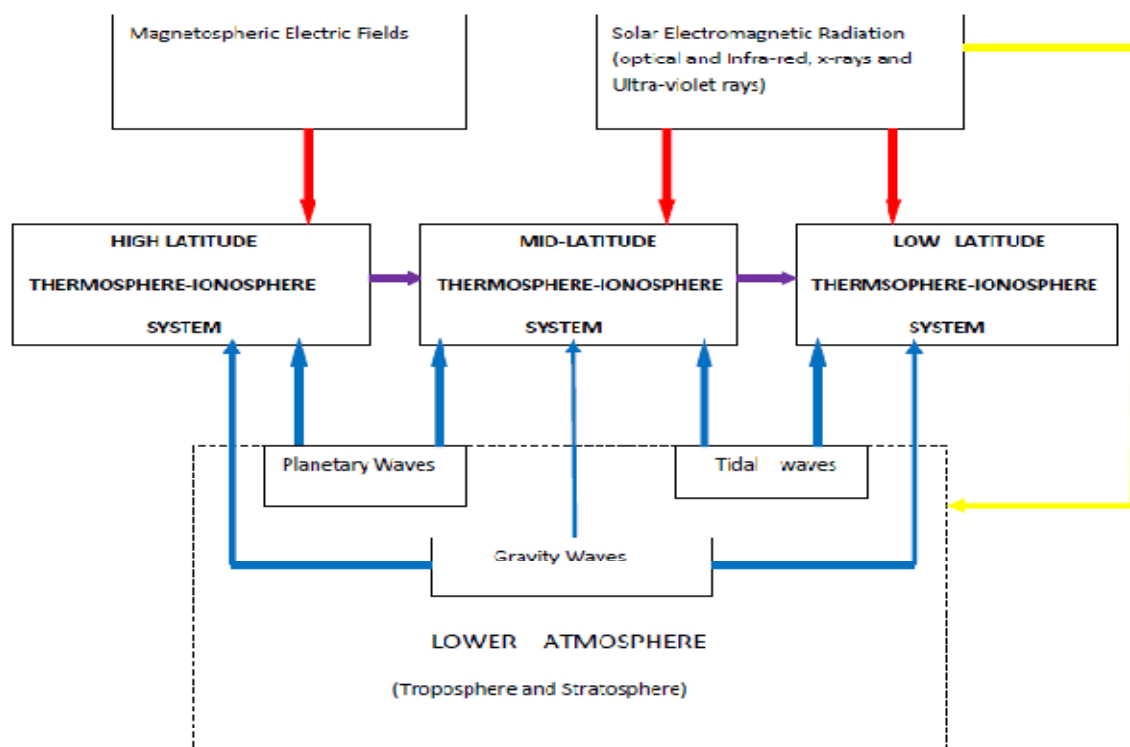 Magnetospheric Electric Fields
Solar Electromagnetic Radiation
(optical and Infra-red, x-rays and
Ultra-violet rays)
HIGH LATITUDE
THERMOSPHERE-IONOSPHERE
SYSTEM
MID-LATITUDE
THERMOSPHERE-IONOSPHERE
SYSTEM
LOW LATITUDE
THERMSOPHERE-IONOSPHERE
SYSTEM
Planetary Waves
Tidal waves
Gravity Waves
LOWER ATMOSPHERE
(Troposphere and Stratosphere)